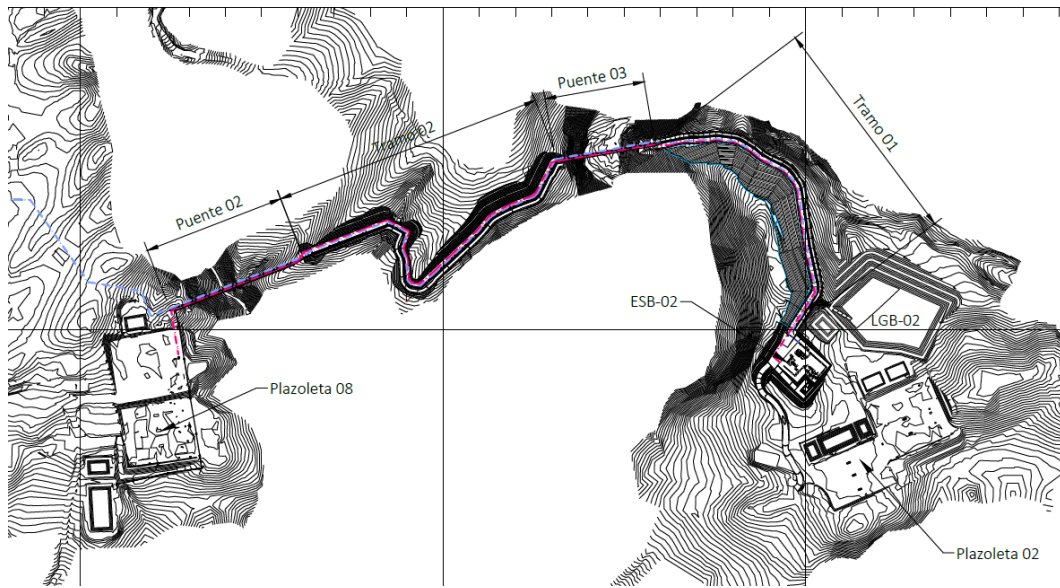 Puente 03
Tramo 02
Tramo 01
Puente 02
ESB-02
LGB-02
Plazoleta 08
Plazoleta 02